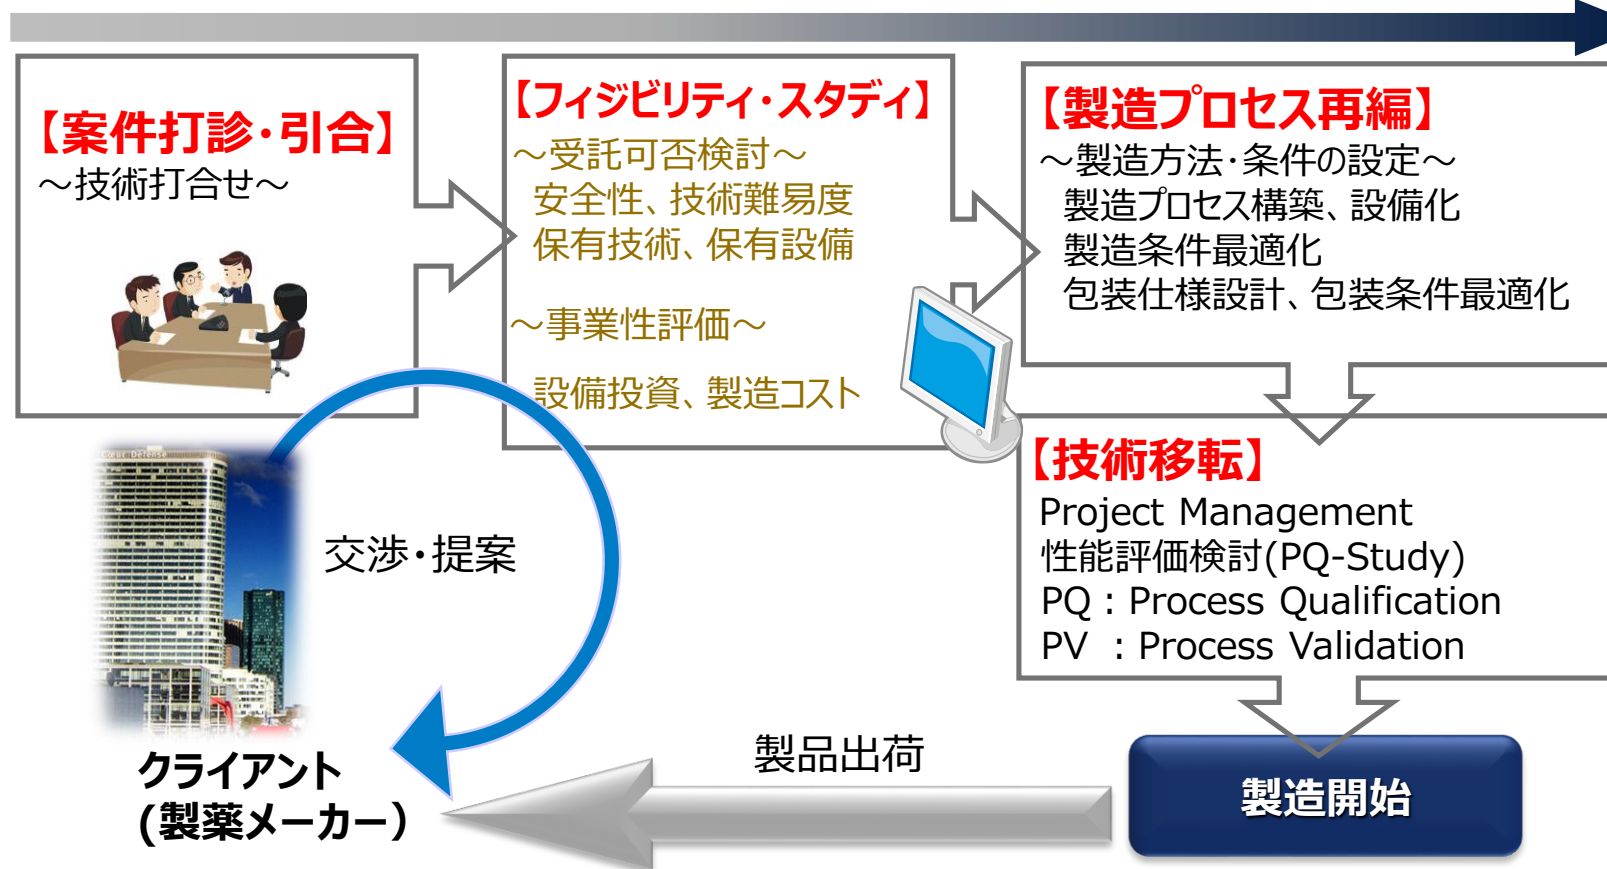 【案件打診・引合】
～技術打合せ～
【フィジビリティ・スタディ】
～受託可否検討～
安全性、技術難易度
保有技術、保有設備
～事業性評価～
設備投資、製造コスト
【製造プロセス再編】
～製造方法・条件の設定～
製造プロセス構築、設備化
製造条件最適化
包装仕様設計、包装条件最適化
【技術移転】
Project Management
性能評価検討(PQ-Study)
PQ：Process Qualification
PV ：Process Validation
Cœur Défense
交渉・提案
クライアント
(製薬メーカー）
製品出荷
製造開始